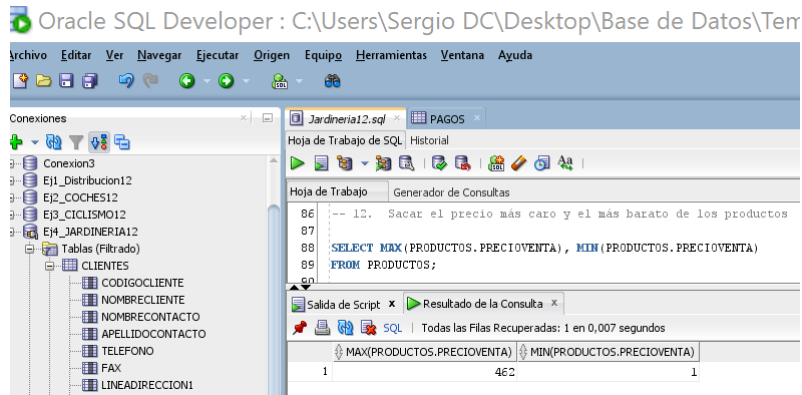 Oracle SQL Developer : C:\Users\Sergio DC\Desktop\Base de Datos\Tem
Archivo Editar Ver Navegar Ejecutar Origen Equipo Herramientas Ventana Ayuda
Conexiones
Conexion3
Ej1_Distribucion12
Ej2_COCHES12
Ej3_CICLISMO12
Ej4_JARDINERIA12
Tablas (Filtrado)
CLIENTES
CODIGOCLIENTE
NOMBRECLIENTE
NOMBRECONTACTO
APELLIDOCONTACTO
TELEFONO
FAX
LINEADIRECCION1
Jardineria12.sql PAGOS
Hoja de Trabajo de SQL Historial
Hoja de Trabajo Generador de Consultas
86 -- 12. Sacar el precio más caro y el más barato de los productos
87
88 SELECT MAX(PRODUCTOS.PRECIOVENTA), MIN(PRODUCTOS.PRECIOVENTA)
89 FROM PRODUCTOS;
90
Salida de Script x Resultado de la Consulta x
SQL | Todas las Filas Recuperadas: 1 en 0,007 segundos
MAX(PRODUCTOS.PRECIOVENTA) MIN(PRODUCTOS.PRECIOVENTA)
1 462 1